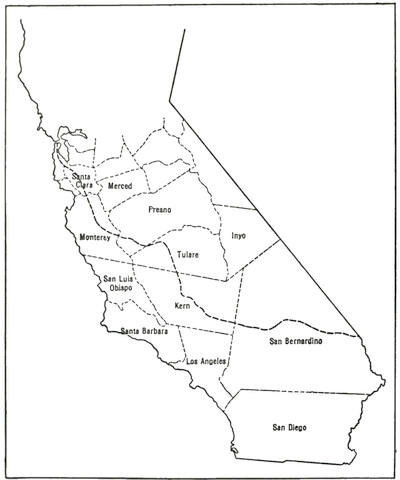 Santa
Clara
Merced
Fresno
Inyo
Monterey
Tulare
San Luis
Obispo
Kern
Santa Barbara
San Bernardino
Los Angeles
San Diego